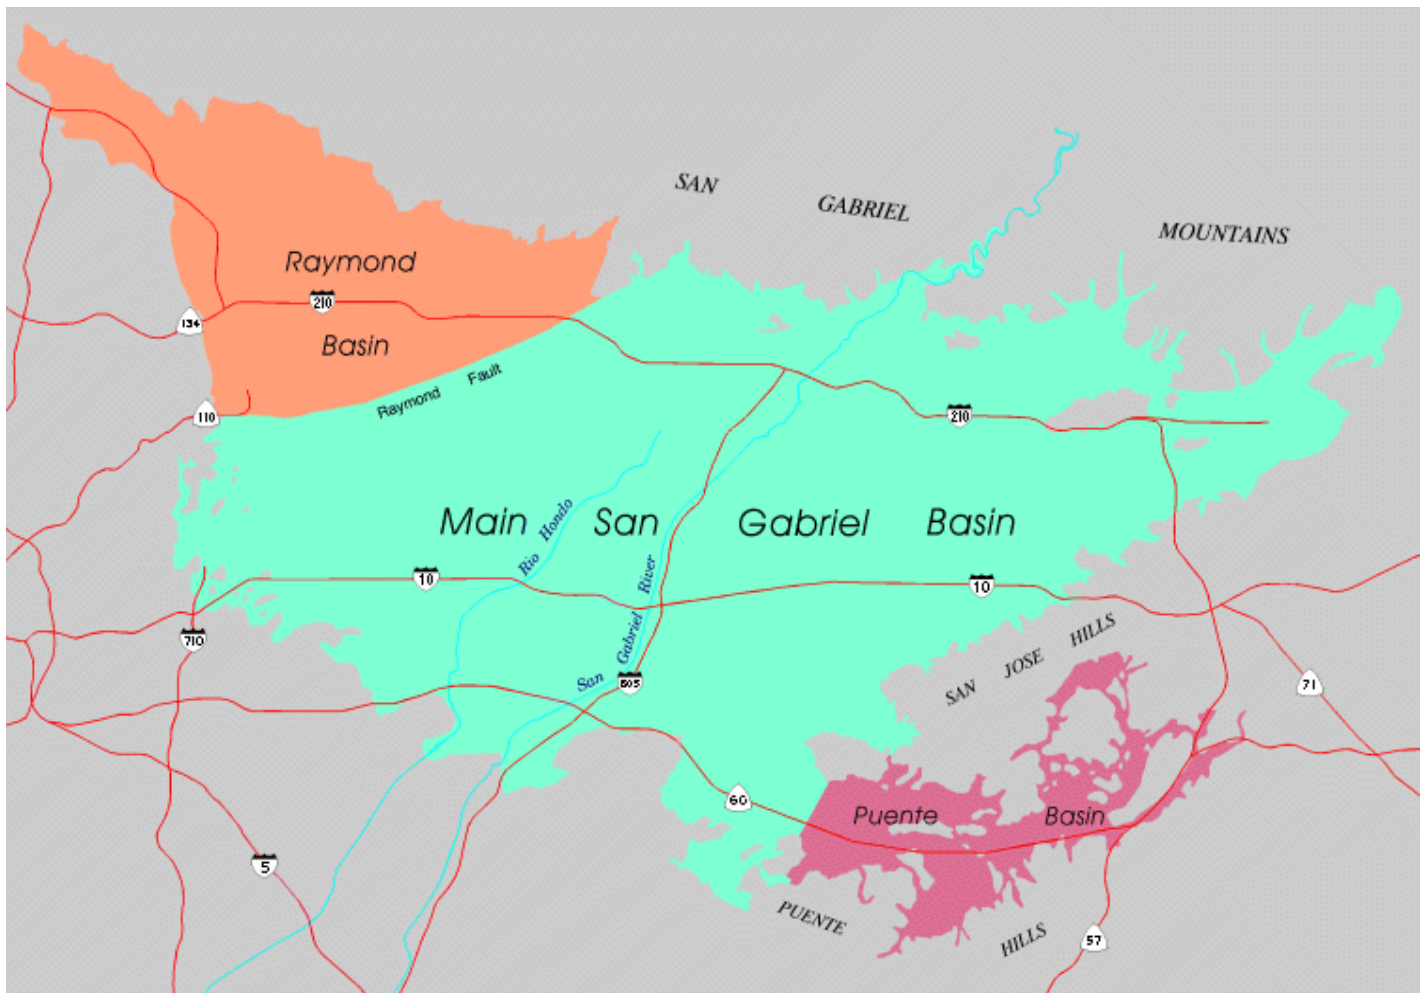 SAN GABRIEL MOUNTAINS
Raymond
210
134
Basin
Raymond Fault
110
210
Main San Gabriel Basin
Rio Hondo
10
San Gabriel River
10
710
605
SAN JOSE HILLS
71
60
Puente Basin
5
PUENTE HILLS
57